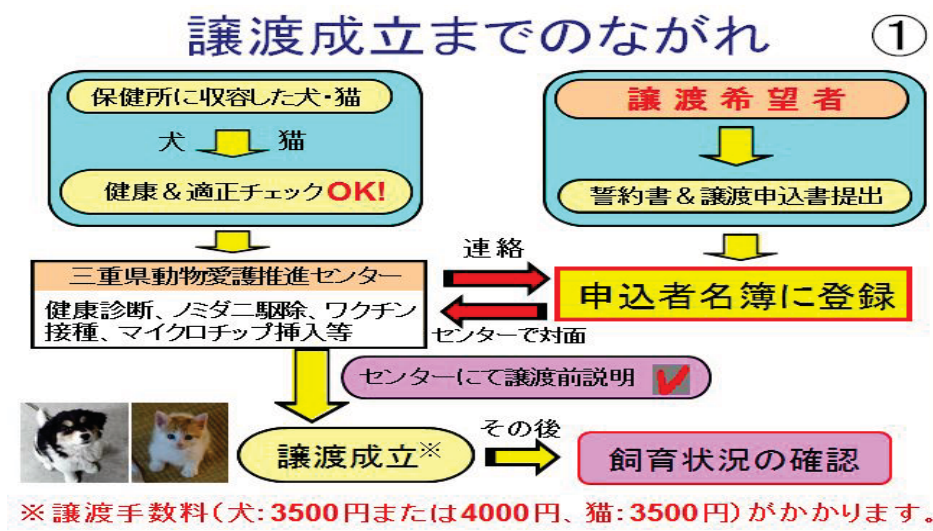 譲渡成立までのながれ
①
保健所に収容した犬・猫
犬
猫
健康＆適正チェックOK!
譲渡希望者
誓約書＆譲渡申込書提出
三重県動物愛護推進センター
健康診断、ノミダニ駆除、ワクチン
接種、マイクロチップ挿入等
連絡
センターで対面
申込者名簿に登録
センターにて譲渡前説明
譲渡成立※
その後
飼育状況の確認
※譲渡手数料(犬:3500円または4000円、猫:3500円)がかかります。